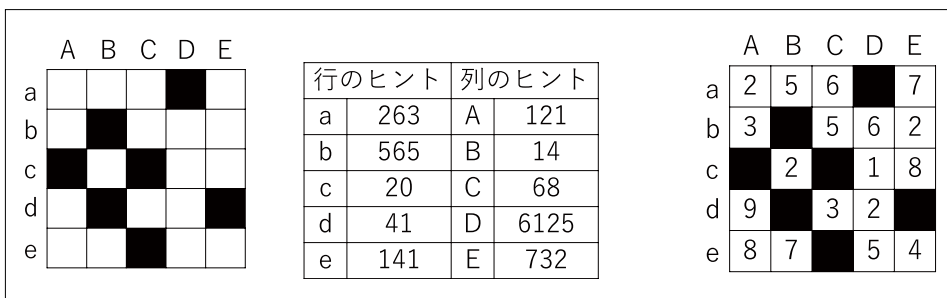 A B C D E
a
b
c
d
e
行のヒント 列のヒント
a 263 A 121
b 565 B 14
c 20 C 68
d 41 D 6125
e 141 E 732
A B C D E
a 2 5 6 7
b 3 5 6 2
c 2 1 8
d 9 3 2
e 8 7 5 4